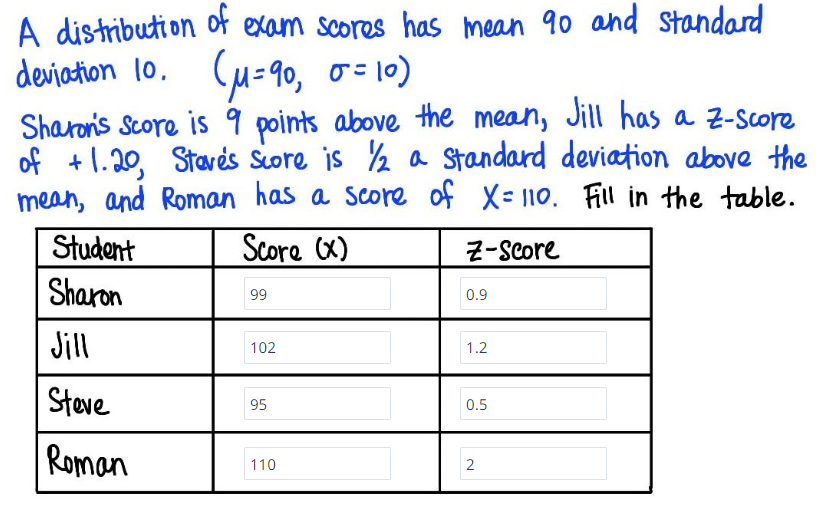 A distribution of exam scores has mean 90 and standard
deviation 10. (μ=90, σ=10)
Sharon's score is 9 points above the mean, Jill has a z-score
of +1.20, Steve's score is 1/2 a standard deviation above the
mean, and Roman has a score of X=110. Fill in the table.
Student Score (X) z-score
Sharon 99 0.9
Jill 102 1.2
Steve 95 0.5
Roman 110 2